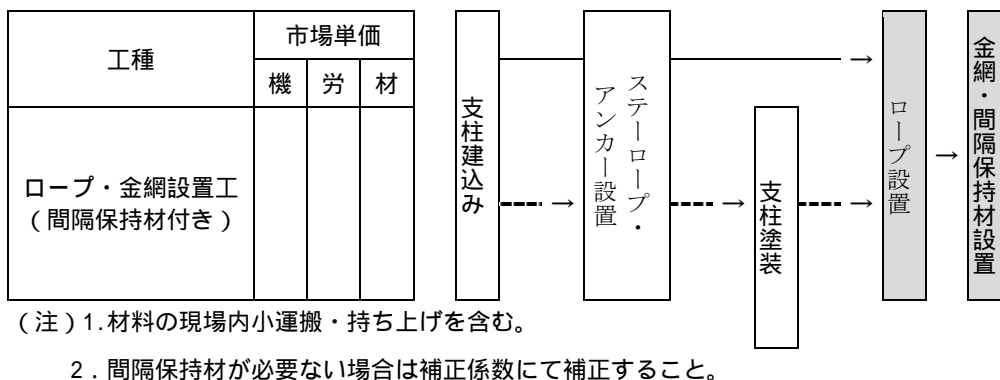 工種
市場単価
機
労
材
ロープ・金網設置工
（間隔保持材付き）
支柱建込み
ステーロープ・
アンカー設置
支柱塗装
ロープ設置
金網・間隔保持材設置
（注）1.材料の現場内小運搬・持ち上げを含む。
2．間隔保持材が必要ない場合は補正係数にて補正すること。